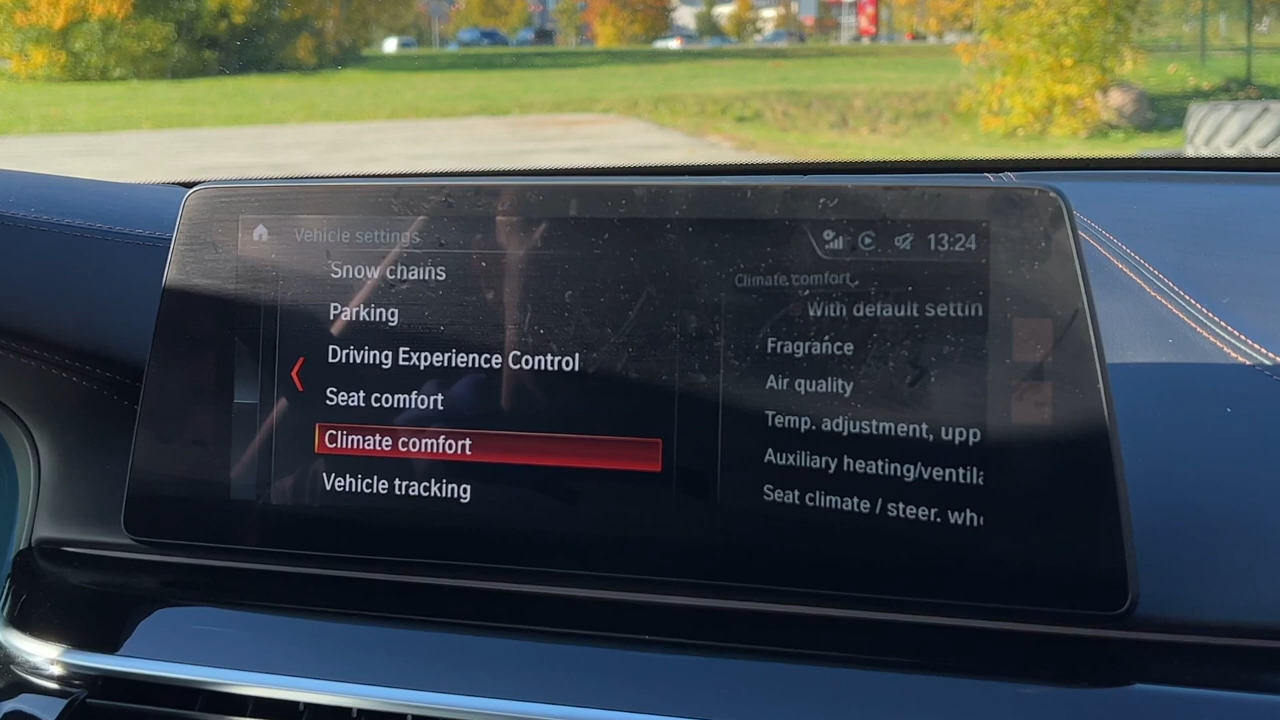 Vehicle settings
13:24
Snow chains
Parking
Driving Experience Control
Seat comfort
Climate comfort
Vehicle tracking
Climate comfort
With default settin
Fragrance
Air quality
Temp. adjustment, upp
Auxiliary heating/ventila
Seat climate / steer. whe